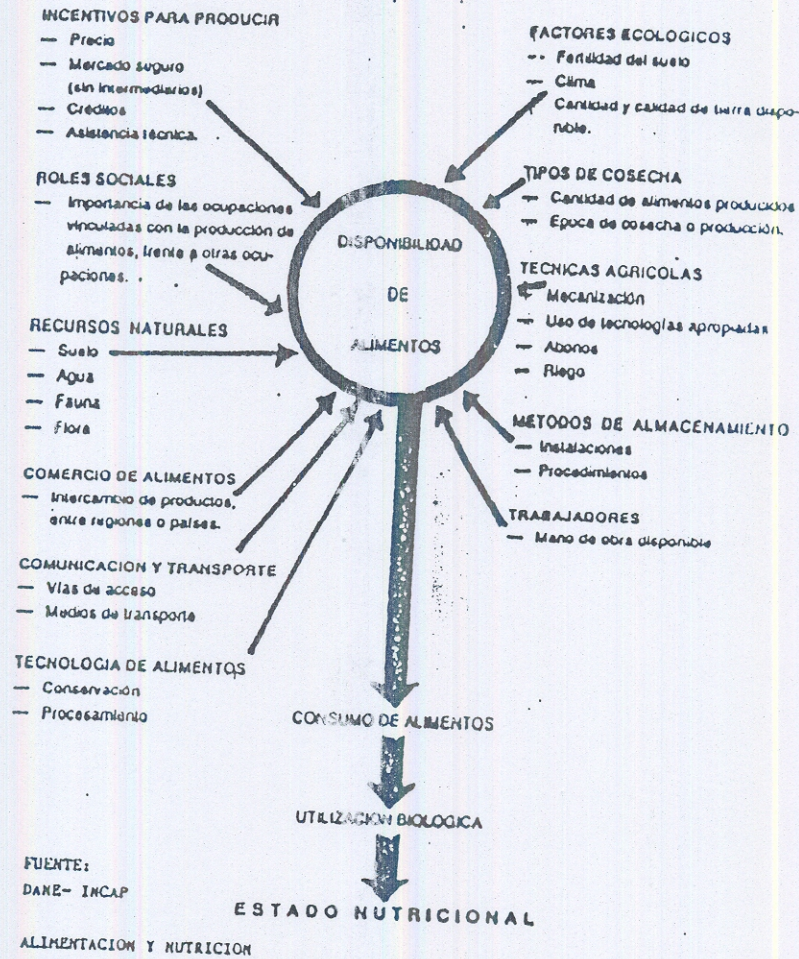 INCENTIVOS PARA PRODUCIR
— Precio
— Mercado suguro
(sin intermediarios)
— Créditos
— Asistencia técnica.
ROLES SOCIALES
— Importancia de las ocupaciones
vinculadas con la producción de
alimentos, frente a otras ocu-
paciones.
RECURSOS NATURALES
— Suelo
— Agua
— Fauna
— Flora
COMERCIO DE ALIMENTOS
— Intercambio de productos,
entre regiones o países.
COMUNICACION Y TRANSPORTE
— Vías de acceso
— Medios de transporte
TECNOLOGIA DE ALIMENTOS
— Conservación
— Procesamiento
DISPONIBILIDAD
DE
ALIMENTOS
FACTORES ECOLOGICOS
-- Fertilidad del suelo
— Clima
Cantidad y calidad de tierra dispo-
nible.
TIPOS DE COSECHA
— Cantidad de alimentos producidos
— Epoca de cosecha o producción.
TECNICAS AGRICOLAS
— Mecanización
— Uso de tecnologías apropiadas
— Abonos
— Riego
METODOS DE ALMACENAMIENTO
— Instalaciones
— Procedimientos
TRABAJADORES
— Mano de obra disponible
CONSUMO DE ALIMENTOS
UTILIZACION BIOLOGICA
ESTADO NUTRICIONAL
FUENTE:
DANE- INCAP
ALIMENTACION Y NUTRICION